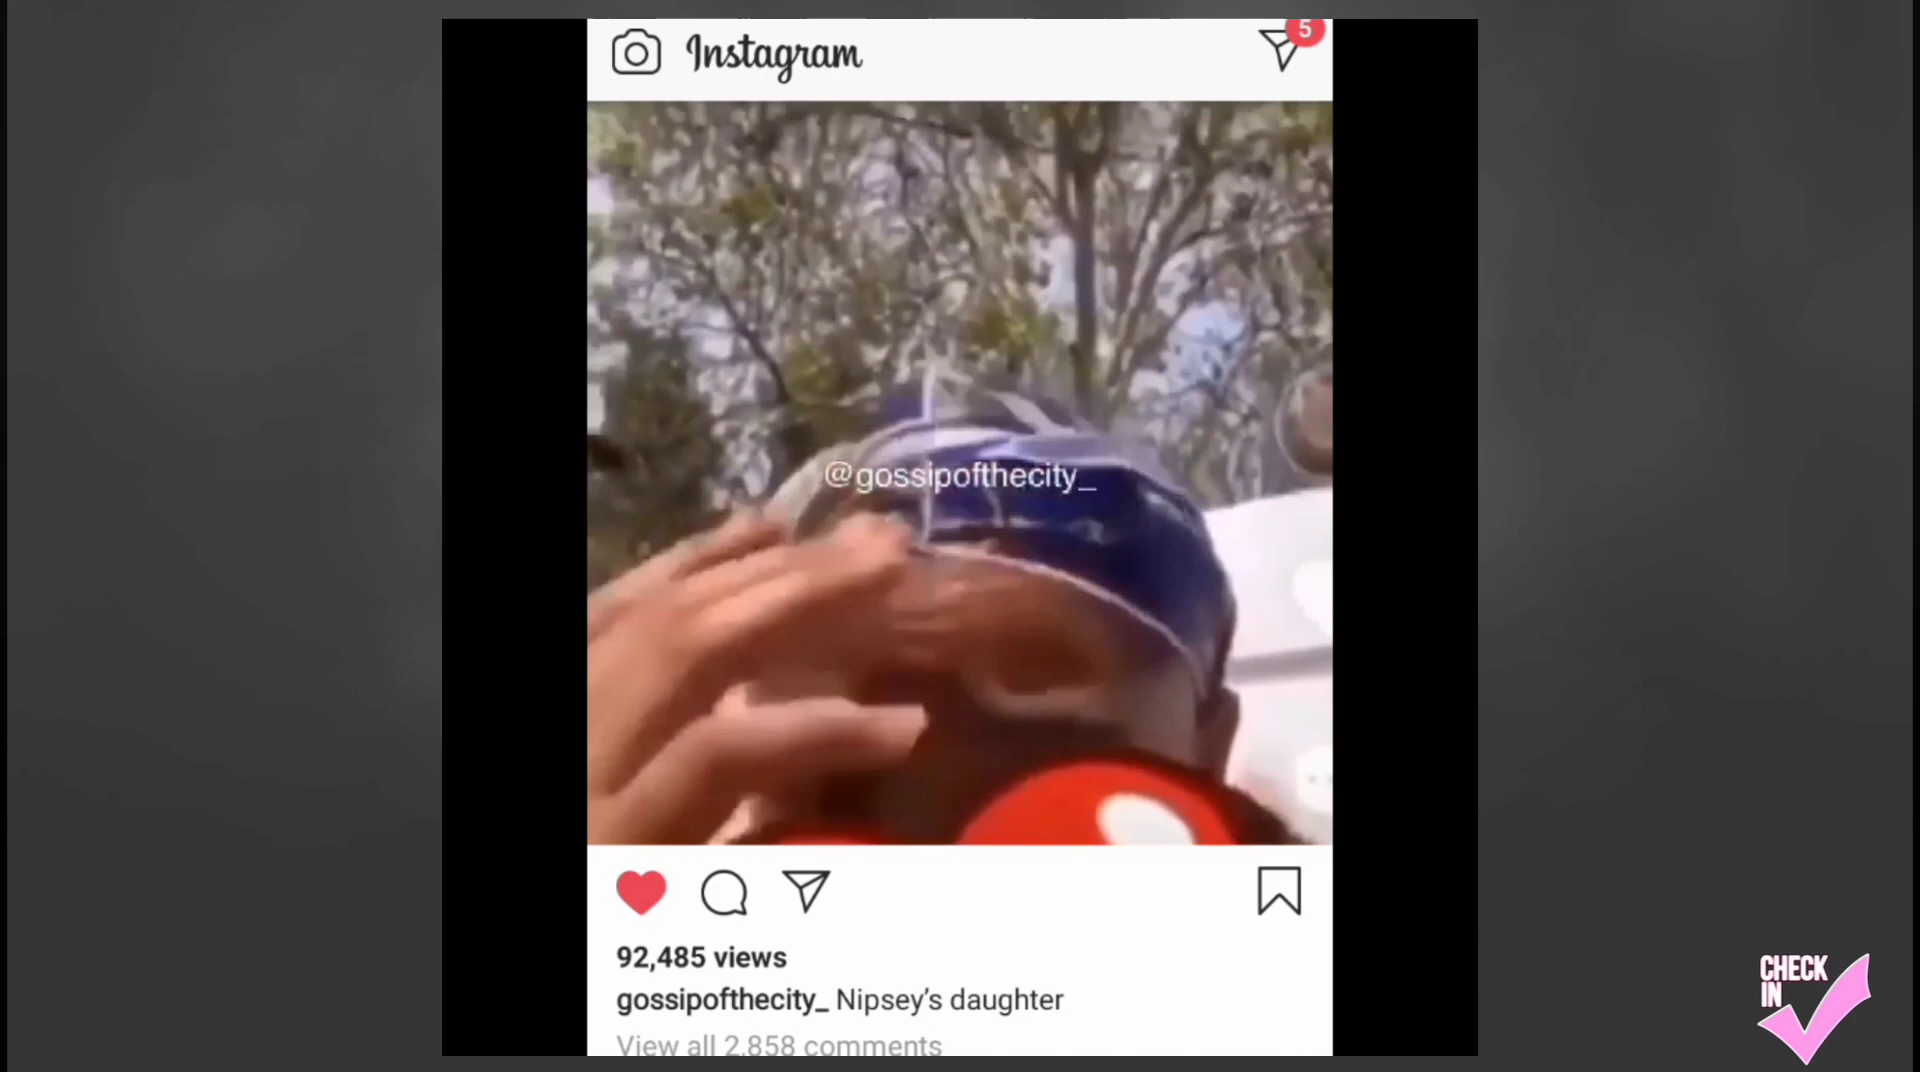 Instagram
5
@gossipofthecity_
92,485 views
gossipofthecity_ Nipsey's daughter
View all 2,858 comments
CHECK
IN